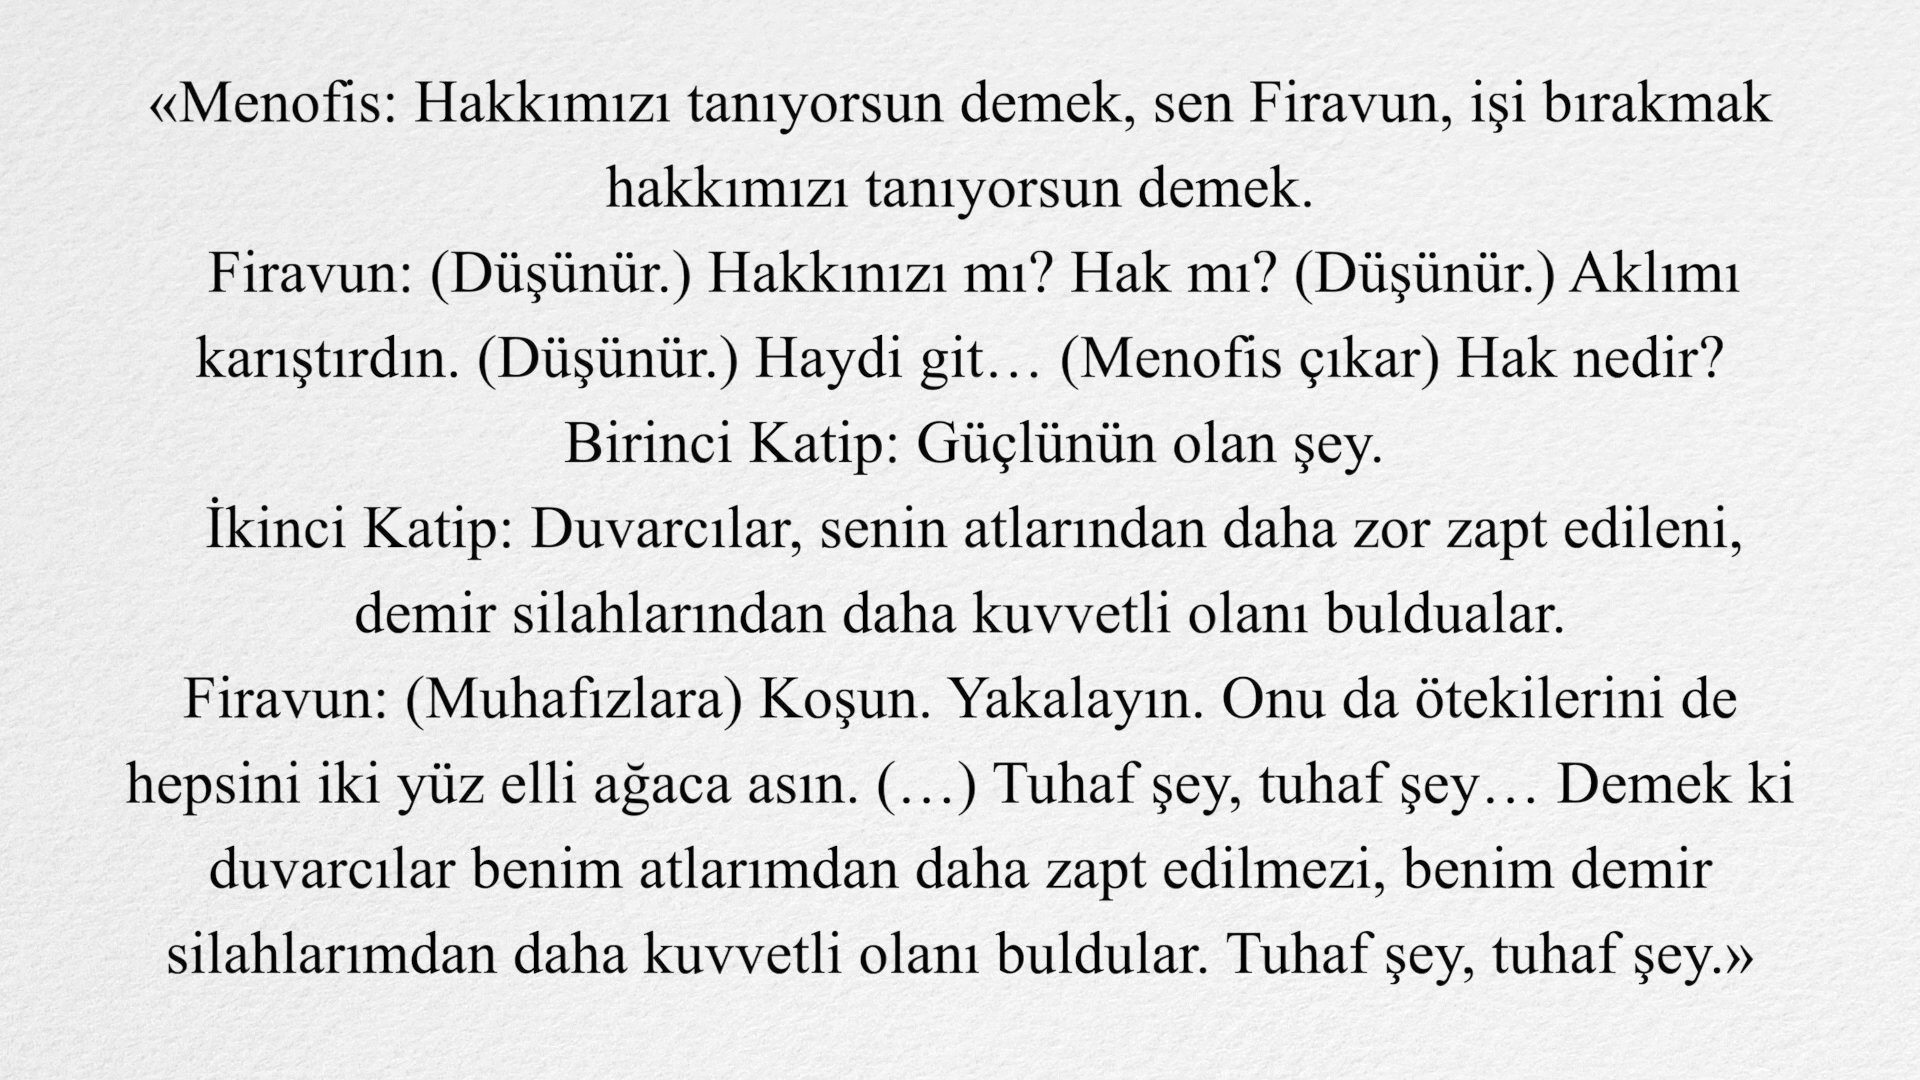 «Menofis: Hakkımızı tanıyorsun demek, sen Firavun, işi bırakmak
hakkımızı tanıyorsun demek.
Firavun: (Düşünür.) Hakkınızı mı? Hak mı? (Düşünür.) Aklımı
karıştırdın. (Düşünür.) Haydi git… (Menofis çıkar) Hak nedir?
Birinci Katip: Güçlünün olan şey.
İkinci Katip: Duvarcılar, senin atlarından daha zor zapt edileni,
demir silahlarından daha kuvvetli olanı buldualar.
Firavun: (Muhafızlara) Koşun. Yakalayın. Onu da ötekilerini de
hepsini iki yüz elli ağaca asın. (…) Tuhaf şey, tuhaf şey… Demek ki
duvarcılar benim atlarımdan daha zapt edilmezi, benim demir
silahlarımdan daha kuvvetli olanı buldular. Tuhaf şey, tuhaf şey.»